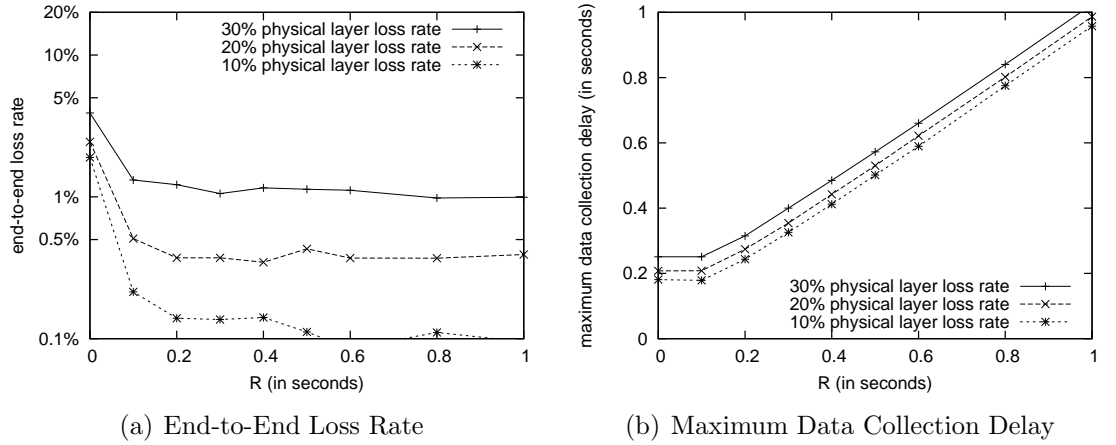 20%
10%
5%
1%
0.5%
0.1%
end-to-end loss rate
30% physical layer loss rate
20% physical layer loss rate
10% physical layer loss rate
0 0.2 0.4 0.6 0.8 1
R (in seconds)
(a) End-to-End Loss Rate
1
0.8
0.6
0.4
0.2
0
maximum data collection delay (in seconds)
30% physical layer loss rate
20% physical layer loss rate
10% physical layer loss rate
0 0.2 0.4 0.6 0.8 1
R (in seconds)
(b) Maximum Data Collection Delay